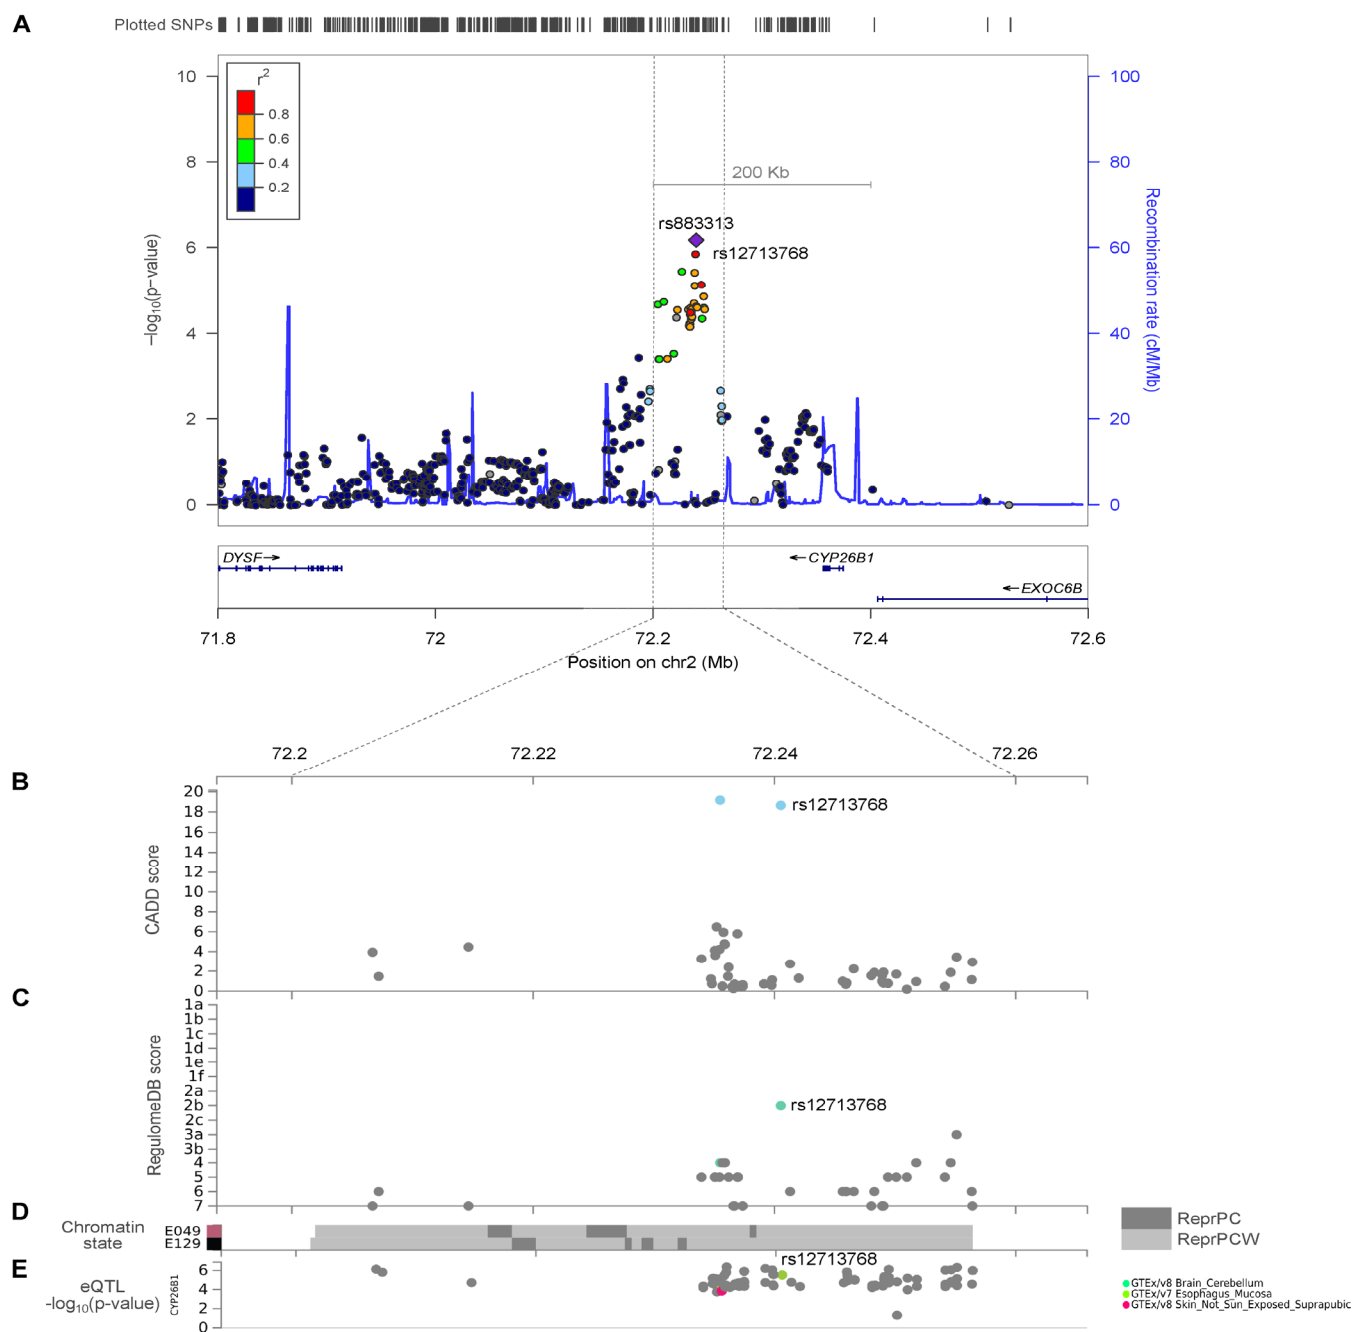 A
Plotted SNPs
10
8
6
4
2
0
–log10(p–value)
r2
0.8
0.6
0.4
0.2
200 Kb
rs883313
rs12713768
100
80
60
40
20
0
Recombination rate (cM/Mb)
DYSF
CYP26B1
EXOC6B
71.8 72 72.2 72.4 72.6
Position on chr2 (Mb)
72.2 72.22 72.24 72.26
B
20
18
16
14
12
10
8
6
4
2
0
CADD score
rs12713768
C
1a
1b
1c
1d
1e
1f
2a
2b
2c
3a
3b
4
5
6
7
RegulomeDB score
rs12713768
D
Chromatin
state
E049
E129
ReprPC
ReprPCW
E
eQTL
-log10(p-value)
CYP26B1
6
4
2
0
rs12713768
GTEx/v8 Brain_Cerebellum
GTEx/v7 Esophagus_Mucosa
GTEx/v8 Skin_Not_Sun_Exposed_Suprapubic